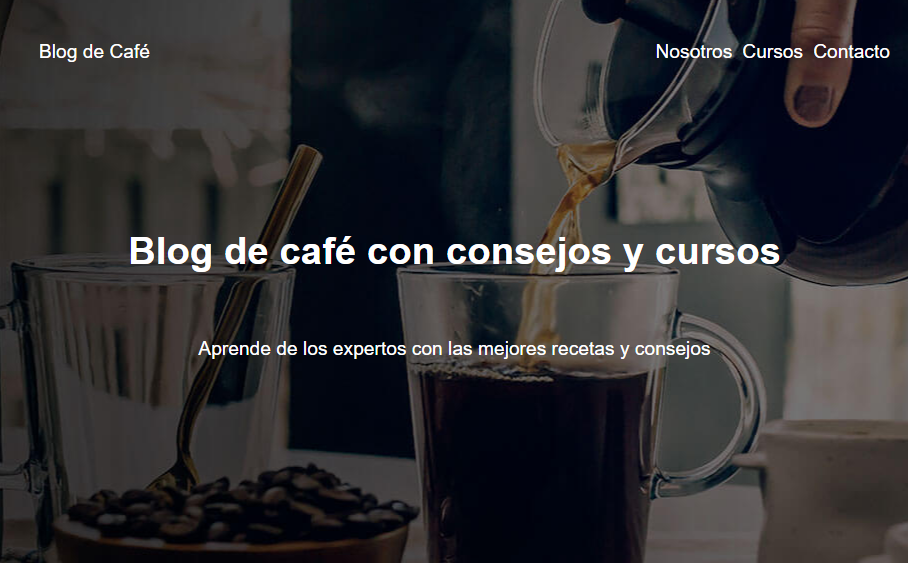 Blog de Café
Nosotros Cursos Contacto
Blog de café con consejos y cursos
Aprende de los expertos con las mejores recetas y consejos